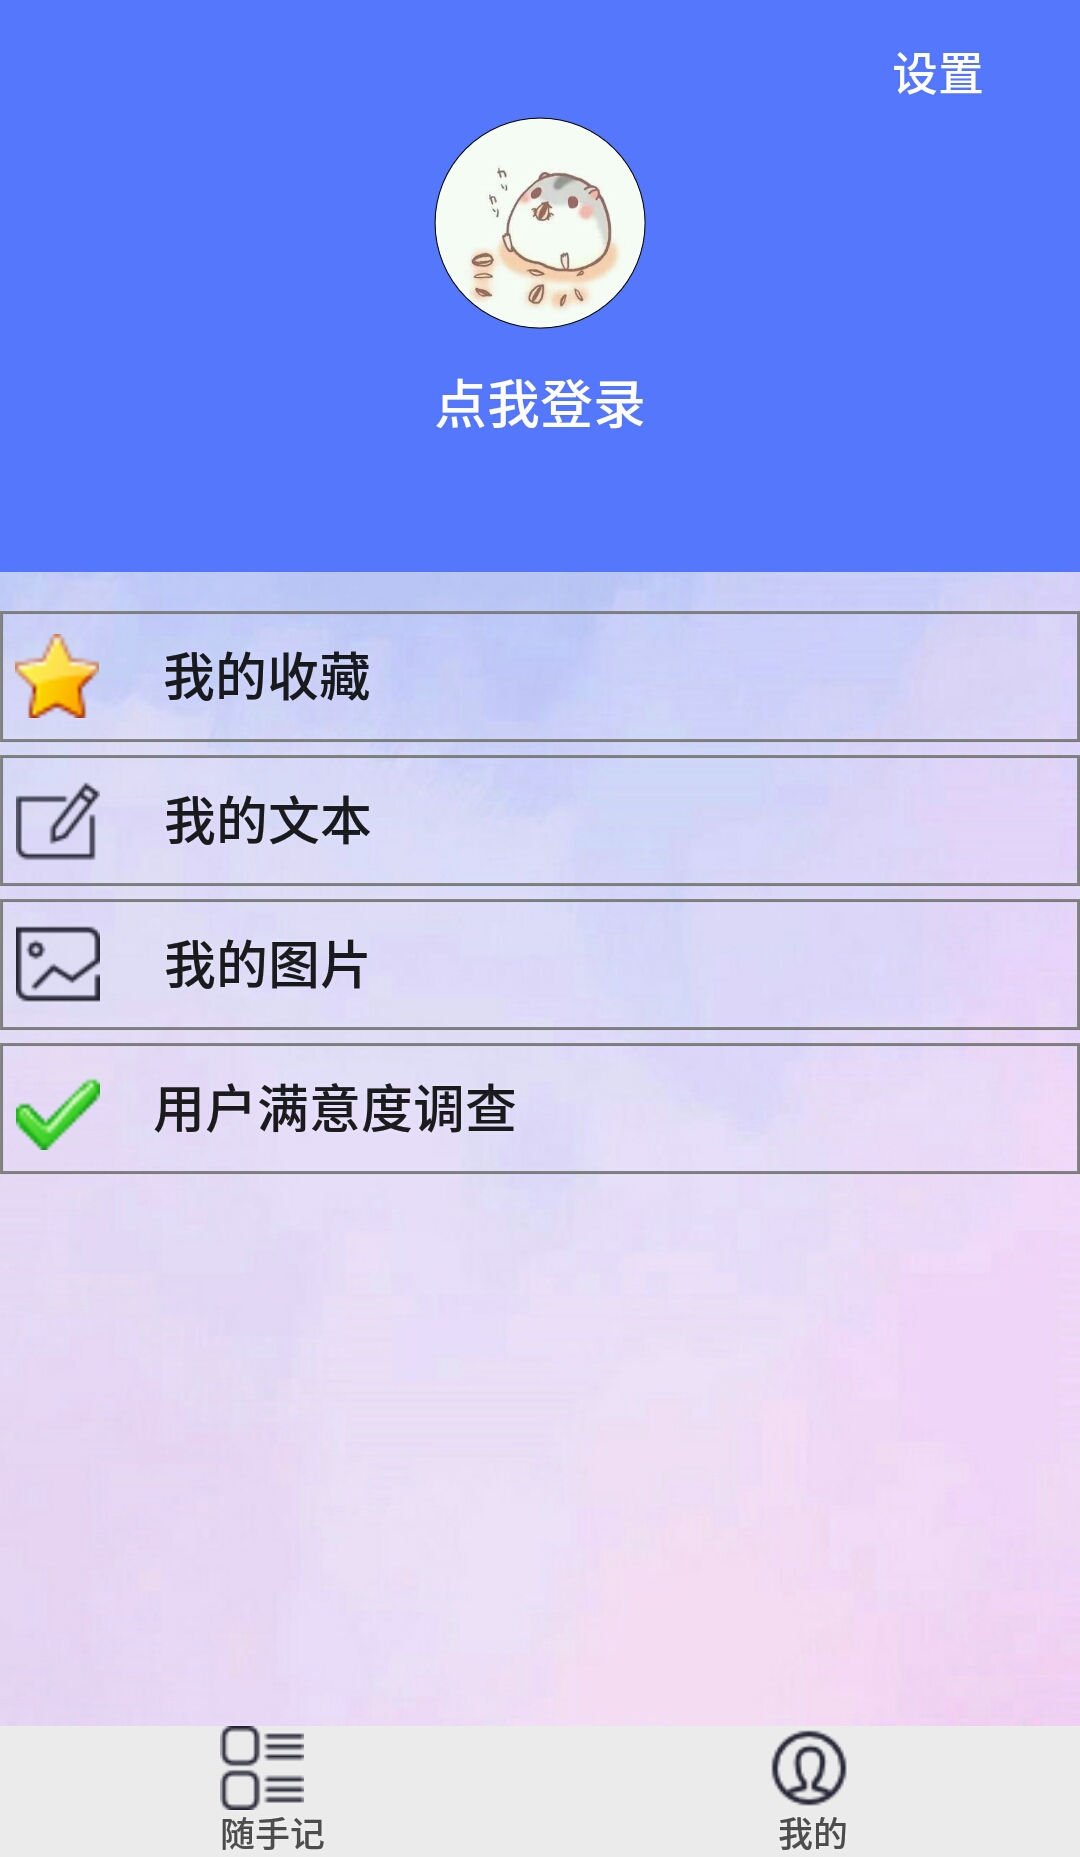 设置
点我登录
我的收藏
我的文本
我的图片
用户满意度调查
随手记
我的